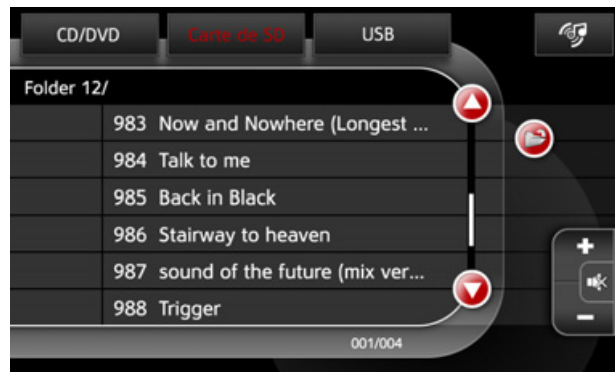 CD/DVD Carte de SD USB
Folder 12/
983 Now and Nowhere (Longest ...
984 Talk to me
985 Back in Black
986 Stairway to heaven
987 sound of the future (mix ver...
988 Trigger
001/004